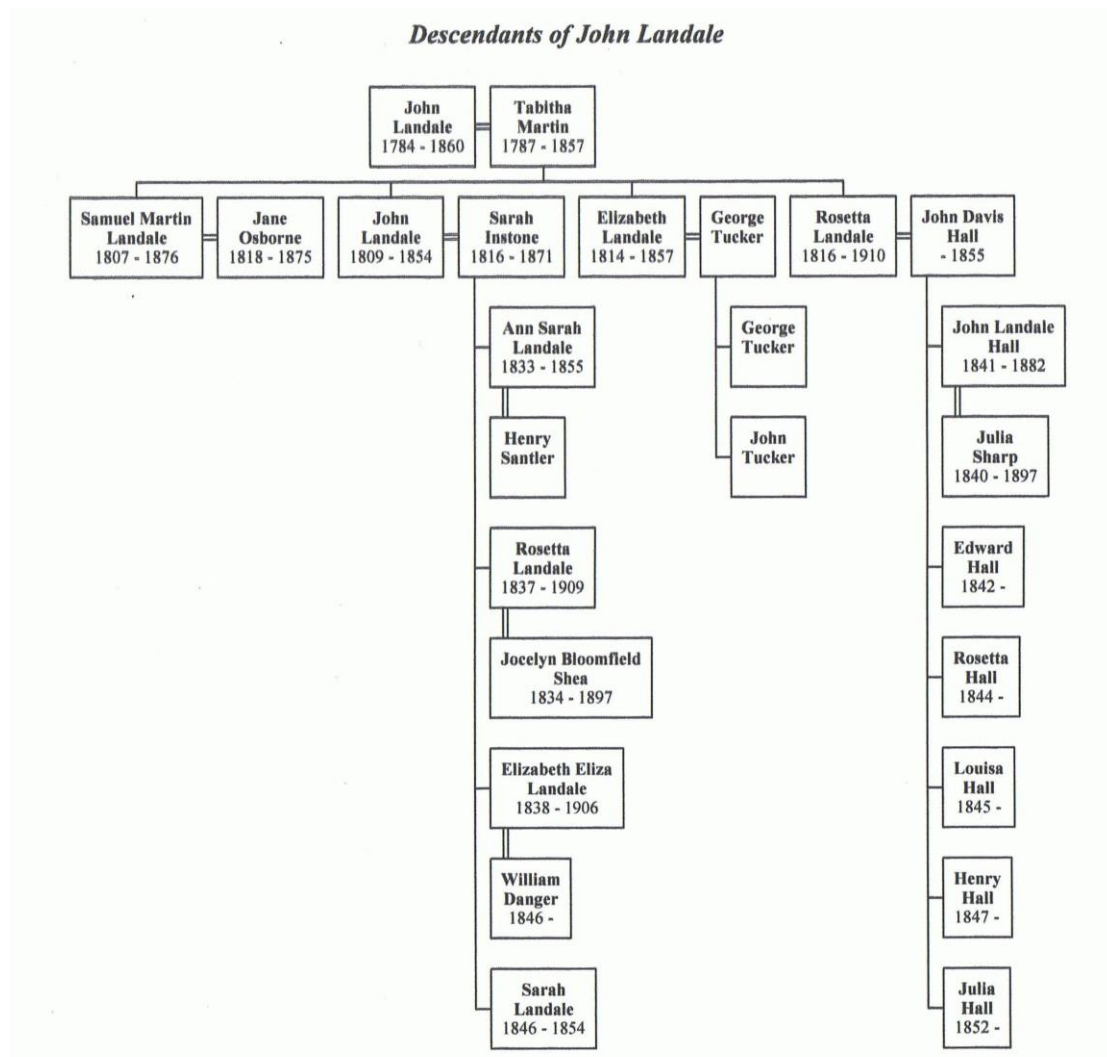 Descendants of John Landale
John
Landale
1784 - 1860
Tabitha
Martin
1787 - 1857
Samuel Martin
Landale
1807 - 1876
Jane
Osborne
1818 - 1875
John
Landale
1809 - 1854
Sarah
Instone
1816 - 1871
Elizabeth
Landale
1814 - 1857
George
Tucker
Rosetta
Landale
1816 - 1910
John Davis
Hall
- 1855
Ann Sarah
Landale
1833 - 1855
Henry
Santler
Rosetta
Landale
1837 - 1909
Jocelyn Bloomfield
Shea
1834 - 1897
Elizabeth Eliza
Landale
1838 - 1906
William
Danger
1846 -
Sarah
Landale
1846 - 1854
George
Tucker
John
Tucker
John Landale
Hall
1841 - 1882
Julia
Sharp
1840 - 1897
Edward
Hall
1842 -
Rosetta
Hall
1844 -
Louisa
Hall
1845 -
Henry
Hall
1847 -
Julia
Hall
1852 -